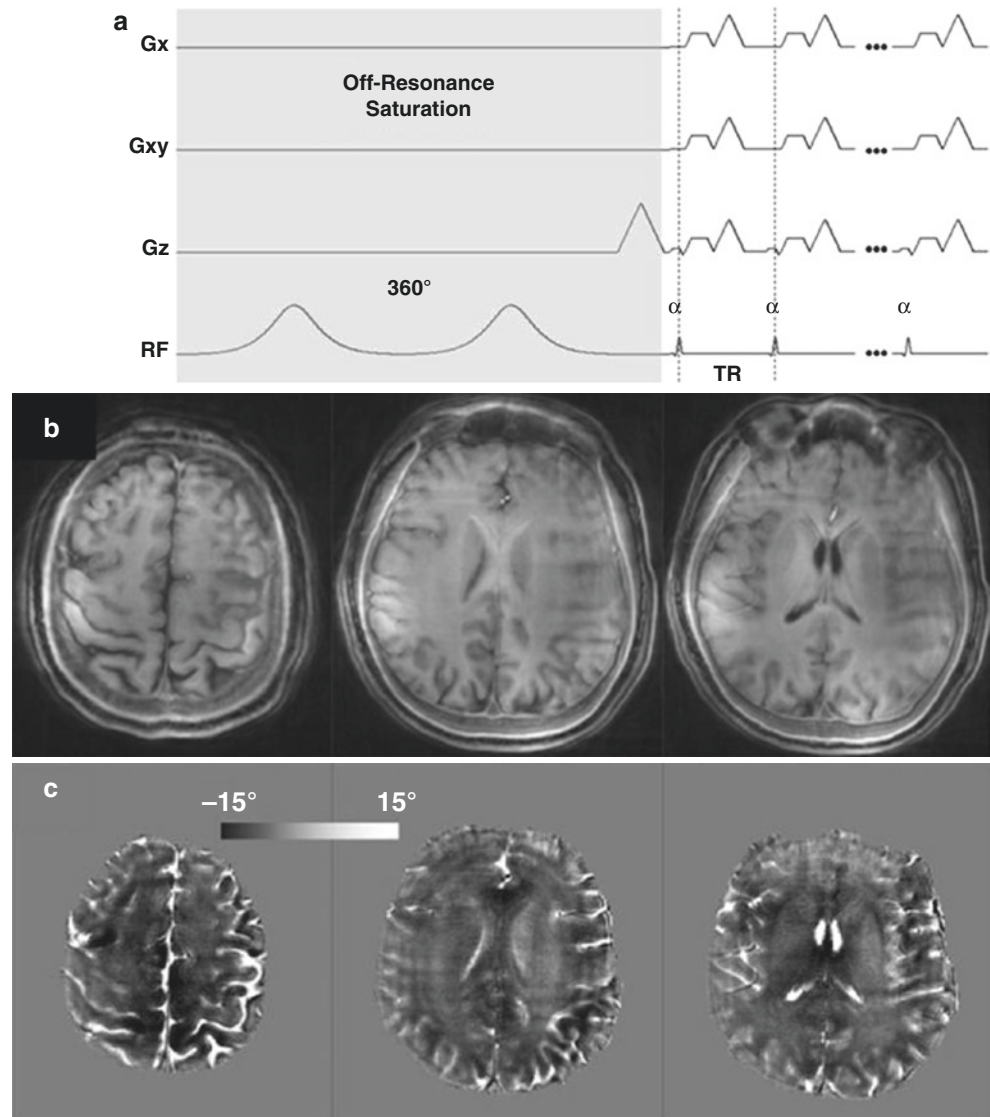 a
Gx
Off-Resonance
Saturation
Gxy
•••
Gz
•••
360°
α α α
RF
•••
TR
b
c
–15° 15°